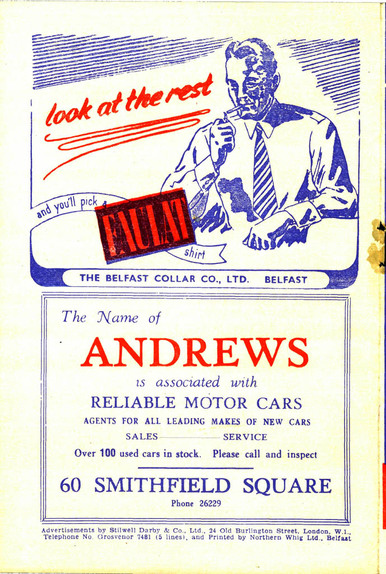 look at the rest
and you'll pick a
FAULAT
shirt
THE BELFAST COLLAR CO., LTD. BELFAST
The Name of
ANDREWS
is associated with
RELIABLE MOTOR CARS
AGENTS FOR ALL LEADING MAKES OF NEW CARS
SALES SERVICE
Over 100 used cars in stock. Please call and inspect
60 SMITHFIELD SQUARE
Phone 26229
Advertisements by Stilwell Darby & Co., Ltd., 24 Old Burlington Street, London, W.1.,
Telephone No. Grosvenor 7481 (5 lines), and Printed by Northern Whig Ltd., Belfast